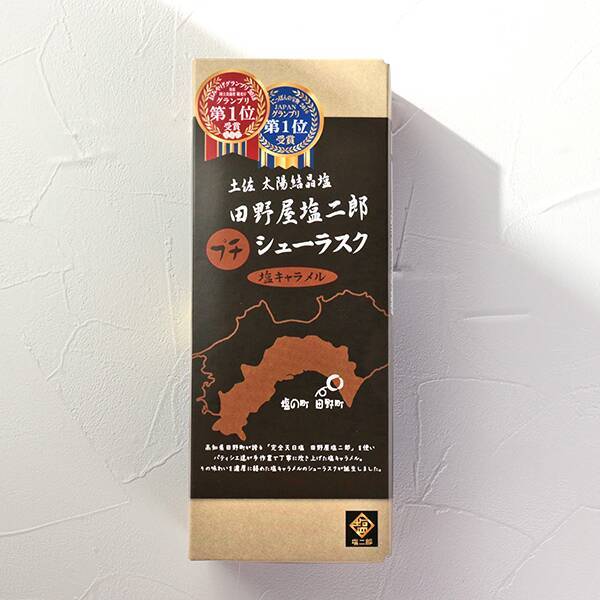 グランプリ
第1位
受賞
JAPAN
グランプリ
第1位
受賞
土佐 太陽結晶塩
田野屋塩二郎
プチ シューラスク
塩キャラメル
塩の町 田野町
高知県田野町が誇る「完全天日塩 田野屋塩二郎」を使い
パティシエ達が手作業で丁寧に炊き上げた塩キャラメル。
その味わいを濃厚に絡めた塩キャラメルのシューラスクが誕生しました。
塩
塩二郎